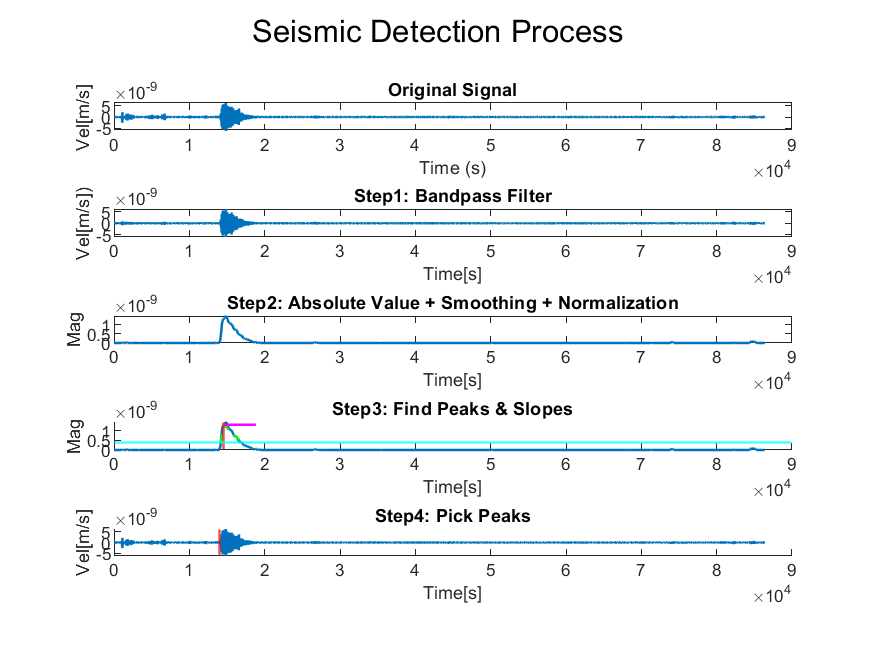 Seismic Detection Process
Original Signal
×10-9
Vel[m/s]
5
0
-5
0 1 2 3 4 5 6 7 8 9
Time (s)
×104
Step1: Bandpass Filter
×10-9
Vel[m/s])
5
0
-5
0 1 2 3 4 5 6 7 8 9
Time[s]
×104
Step2: Absolute Value + Smoothing + Normalization
×10-9
Mag
1
0.5
0
0 1 2 3 4 5 6 7 8 9
Time[s]
×104
Step3: Find Peaks & Slopes
×10-9
Mag
1
0.5
0
0 1 2 3 4 5 6 7 8 9
Time[s]
×104
Step4: Pick Peaks
×10-9
Vel[m/s]
5
0
-5
0 1 2 3 4 5 6 7 8 9
Time[s]
×104